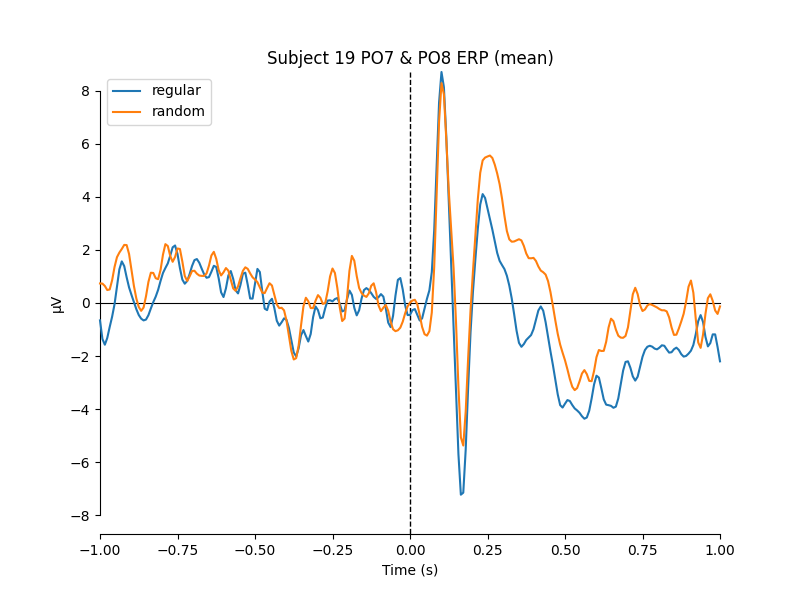 Subject 19 PO7 & PO8 ERP (mean)
regular
random
8
6
4
2
0
−2
−4
−6
−8
µV
−1.00 −0.75 −0.50 −0.25 0.00 0.25 0.50 0.75 1.00
Time (s)